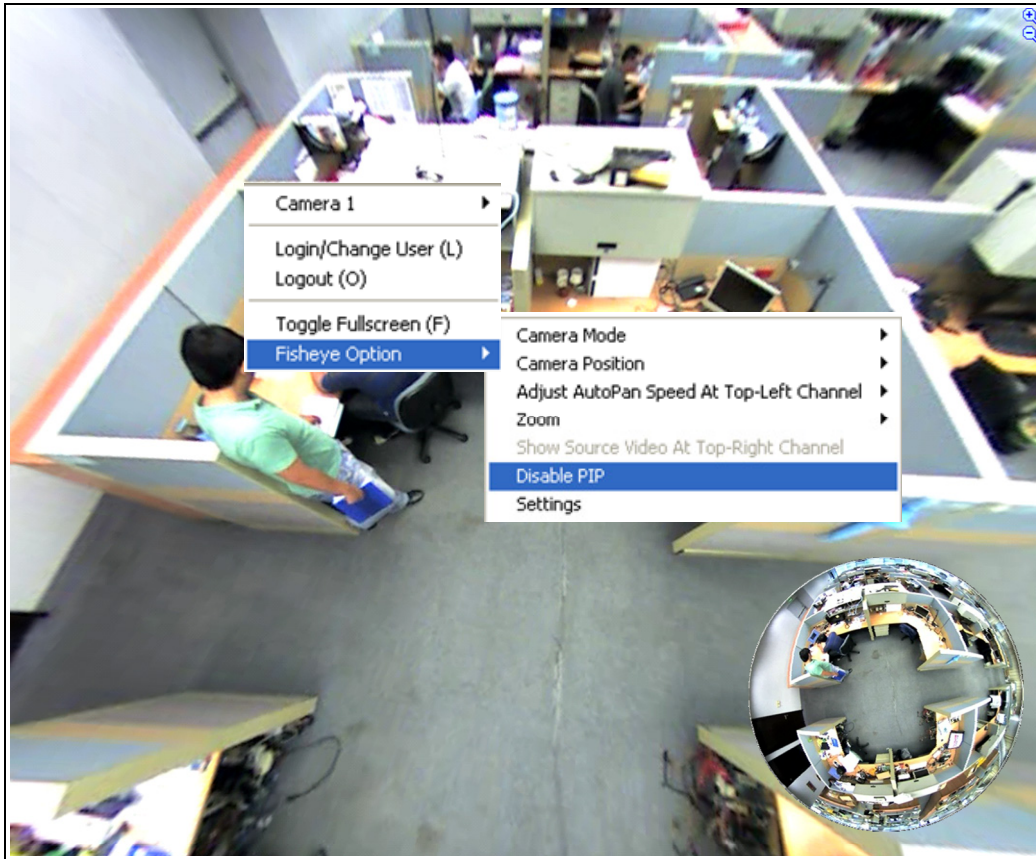 Camera 1
Login/Change User (L)
Logout (O)
Toggle Fullscreen (F)
Fisheye Option
Camera Mode
Camera Position
Adjust AutoPan Speed At Top-Left Channel
Zoom
Show Source Video At Top-Right Channel
Disable PIP
Settings